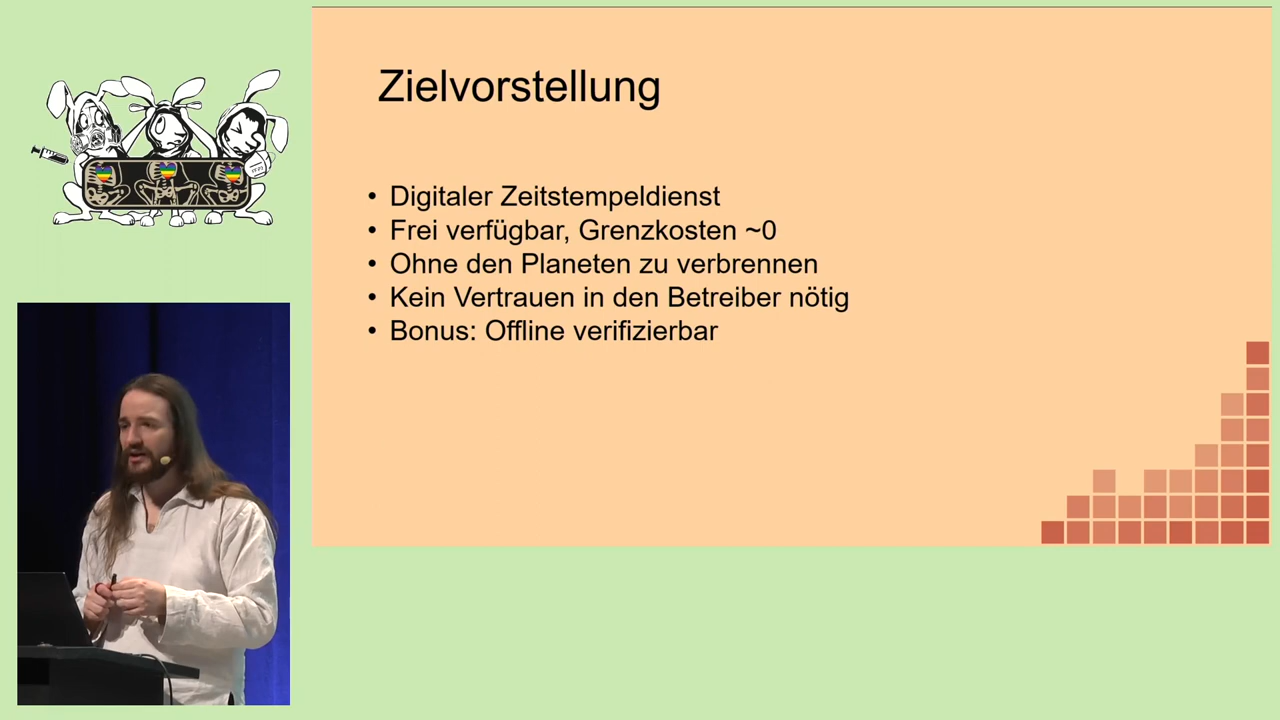 Zielvorstellung
• Digitaler Zeitstempeldienst
• Frei verfügbar, Grenzkosten ~0
• Ohne den Planeten zu verbrennen
• Kein Vertrauen in den Betreiber nötig
• Bonus: Offline verifizierbar